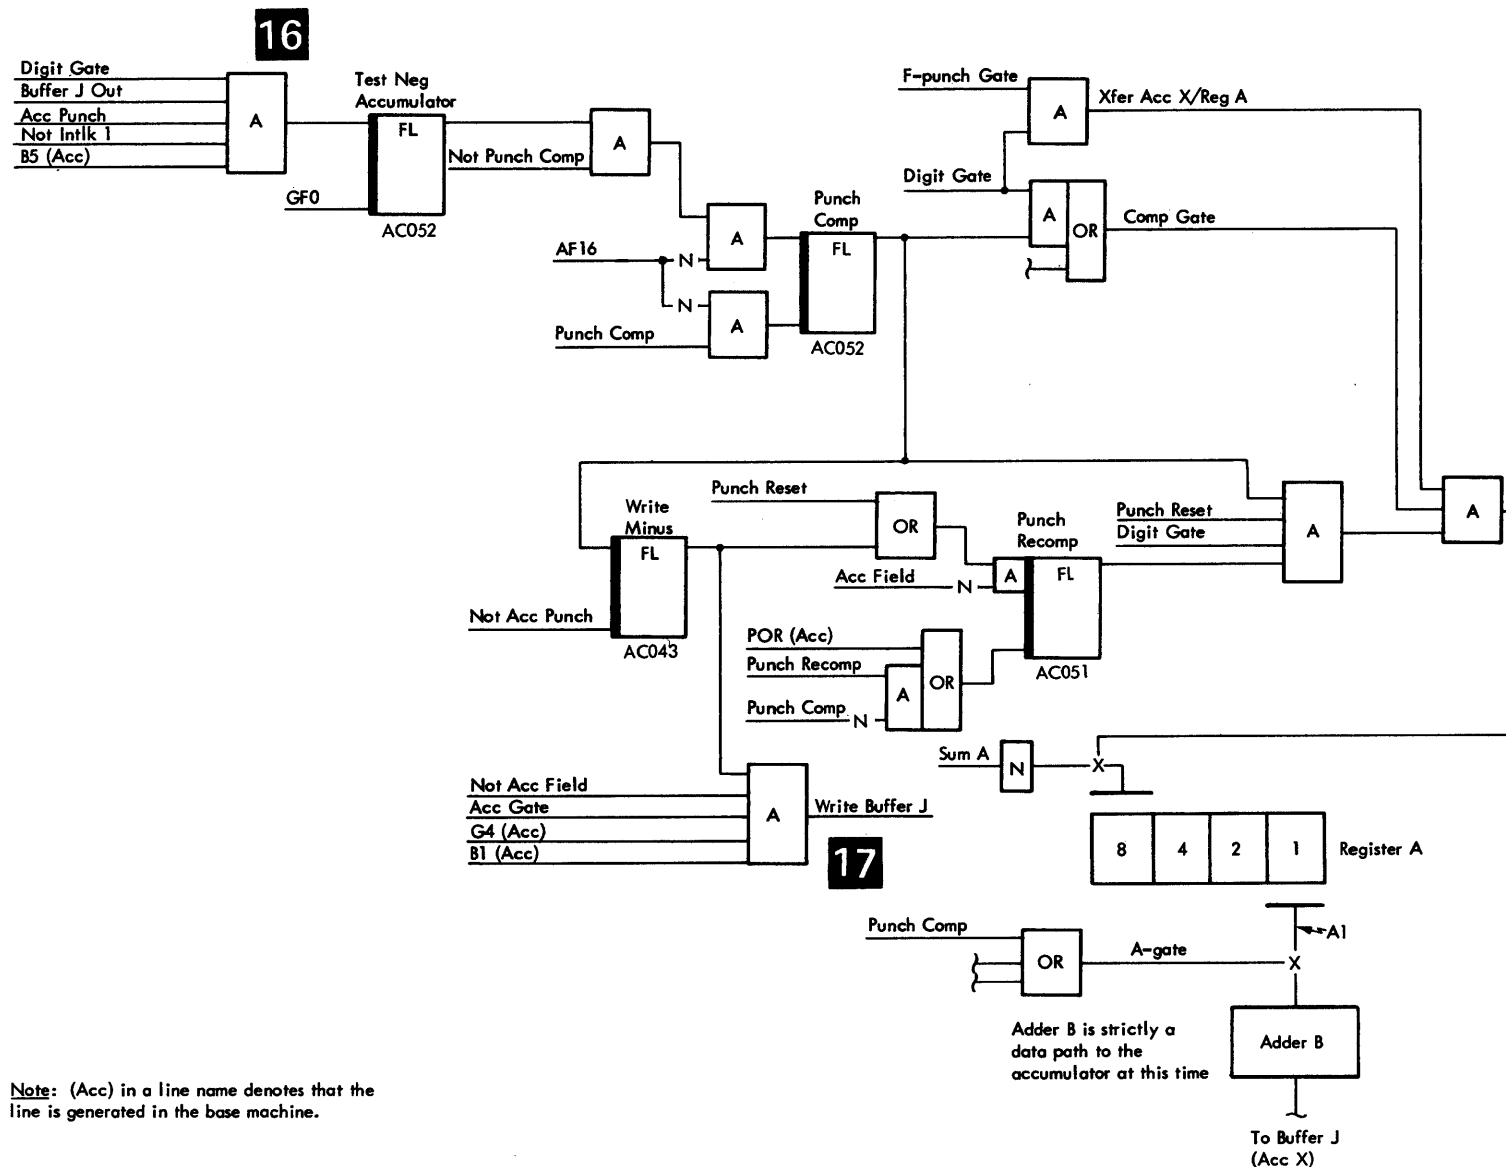 16
Digit Gate
Buffer J Out
Acc Punch
Not Intlk 1
B5 (Acc)
A
Test Neg
Accumulator
FL
GF0
AC052
Not Punch Comp
A
AF16
N
N
A
A
Punch Comp
Punch
Comp
FL
AC052
F-punch Gate
A
Xfer Acc X/Reg A
Digit Gate
A
OR
Comp Gate
Punch Reset
OR
Write
Minus
FL
Not Acc Punch
AC043
Acc Field
N
A
Punch
Recomp
FL
AC051
Punch Reset
Digit Gate
A
A
POR (Acc)
Punch Recomp
Punch Comp
N
A
OR
Sum A
N
X
Not Acc Field
Acc Gate
G4 (Acc)
B1 (Acc)
A
Write Buffer J
17
8
4
2
1
Register A
Punch Comp
OR
A-gate
A1
X
Adder B is strictly a
data path to the
accumulator at this time
Adder B
To Buffer J
(Acc X)
Note: (Acc) in a line name denotes that the
line is generated in the base machine.